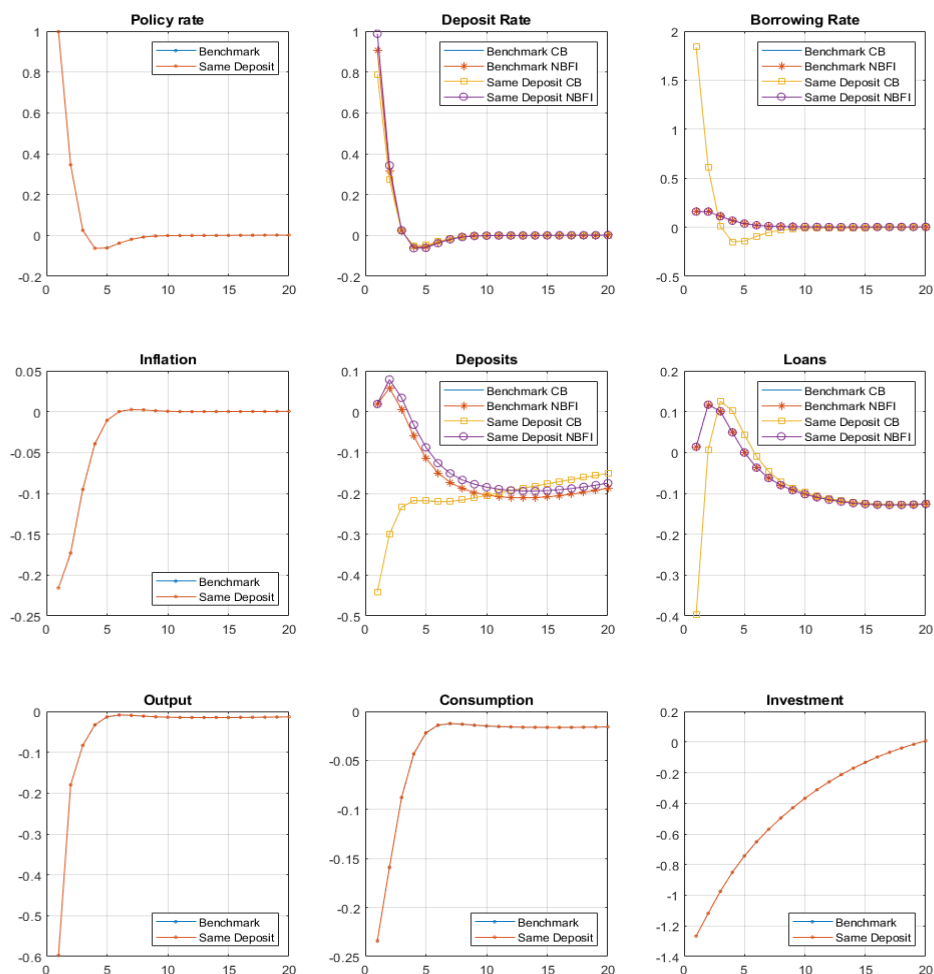 Policy rate
1
0.8
0.6
0.4
0.2
0
-0.2
0 5 10 15 20
Benchmark
Same Deposit
Deposit Rate
1
0.8
0.6
0.4
0.2
0
-0.2
0 5 10 15 20
Benchmark CB
Benchmark NBFI
Same Deposit CB
Same Deposit NBFI
Borrowing Rate
2
1.5
1
0.5
0
-0.5
0 5 10 15 20
Benchmark CB
Benchmark NBFI
Same Deposit CB
Same Deposit NBFI
Inflation
0.05
0
-0.05
-0.1
-0.15
-0.2
-0.25
0 5 10 15 20
Benchmark
Same Deposit
Deposits
0.1
0
-0.1
-0.2
-0.3
-0.4
-0.5
0 5 10 15 20
Benchmark CB
Benchmark NBFI
Same Deposit CB
Same Deposit NBFI
Loans
0.2
0.1
0
-0.1
-0.2
-0.3
-0.4
0 5 10 15 20
Benchmark CB
Benchmark NBFI
Same Deposit CB
Same Deposit NBFI
Output
0
-0.1
-0.2
-0.3
-0.4
-0.5
-0.6
0 5 10 15 20
Benchmark
Same Deposit
Consumption
0
-0.05
-0.1
-0.15
-0.2
-0.25
0 5 10 15 20
Benchmark
Same Deposit
Investment
0.2
0
-0.2
-0.4
-0.6
-0.8
-1
-1.2
-1.4
0 5 10 15 20
Benchmark
Same Deposit